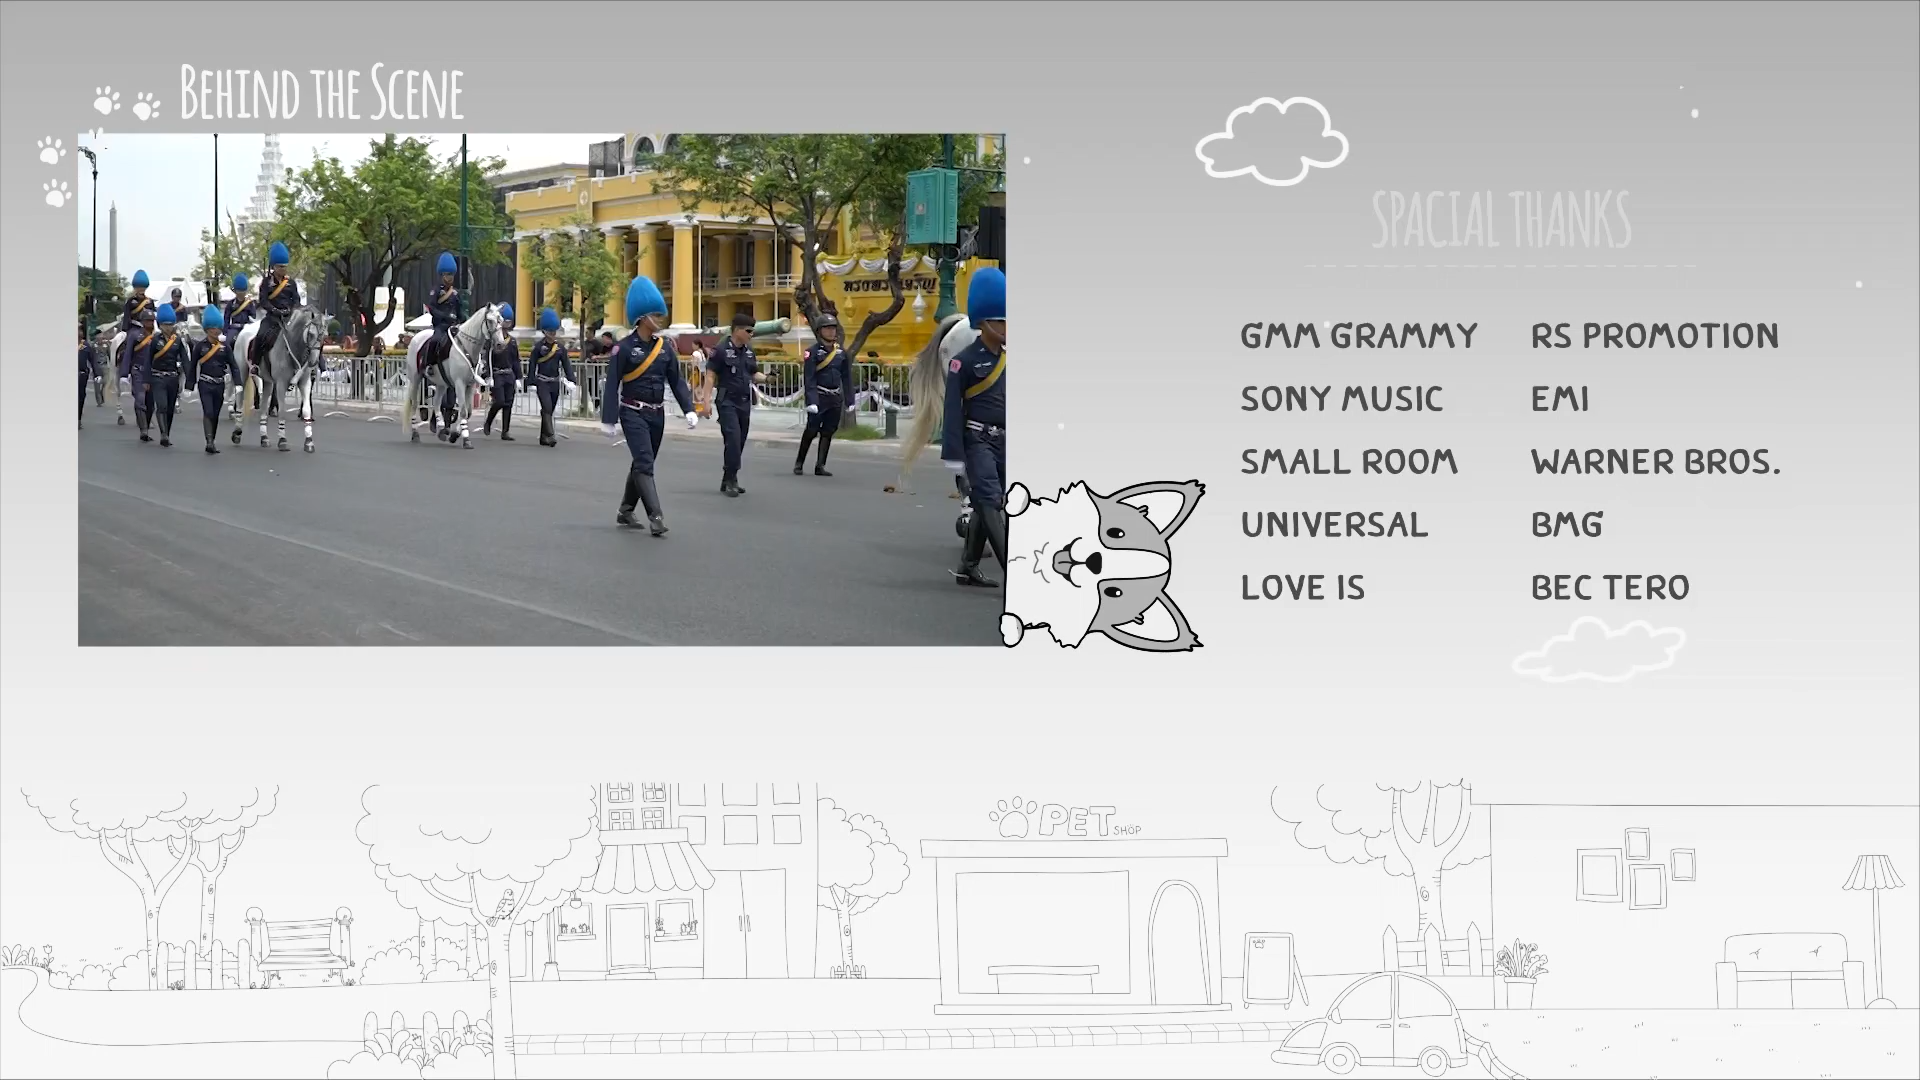 BEHIND THE SCENE
SPACIAL THANKS
GMM GRAMMY RS PROMOTION
SONY MUSIC EMI
SMALL ROOM WARNER BROS.
UNIVERSAL BMG
LOVE IS BEC TERO
PET SHOP